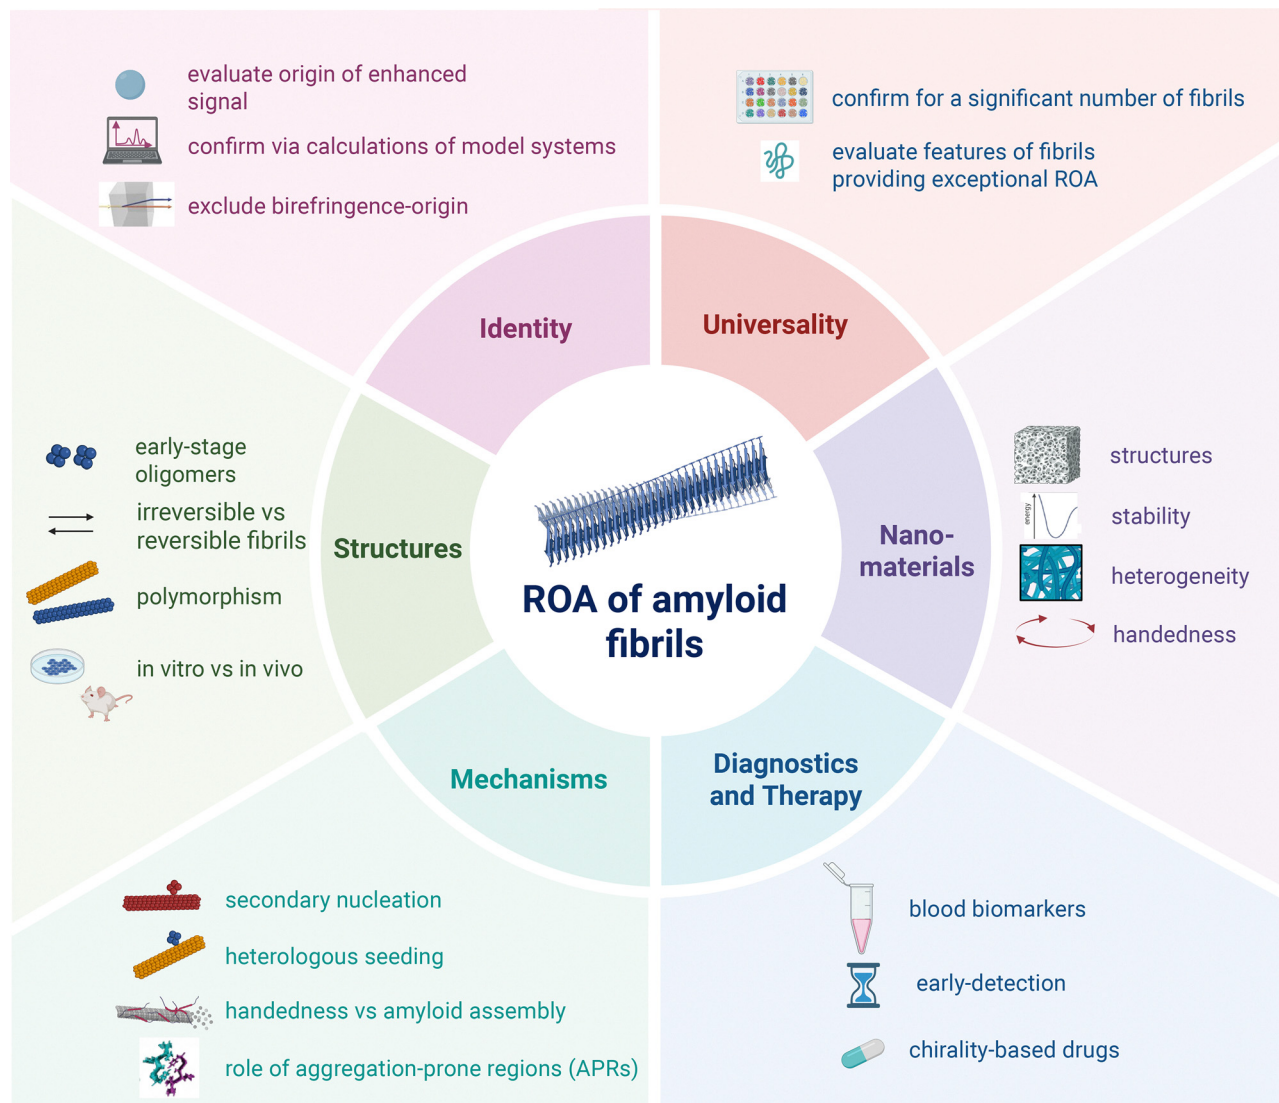 evaluate origin of enhanced
signal
confirm via calculations of model systems
exclude birefringence-origin
confirm for a significant number of fibrils
evaluate features of fibrils
providing exceptional ROA
Identity
Universality
early-stage
oligomers
irreversible vs
reversible fibrils
polymorphism
in vitro vs in vivo
Structures
ROA of amyloid
fibrils
Nano-
materials
structures
energy
stability
heterogeneity
handedness
Mechanisms
Diagnostics
and Therapy
secondary nucleation
heterologous seeding
handedness vs amyloid assembly
role of aggregation-prone regions (APRs)
blood biomarkers
early-detection
chirality-based drugs